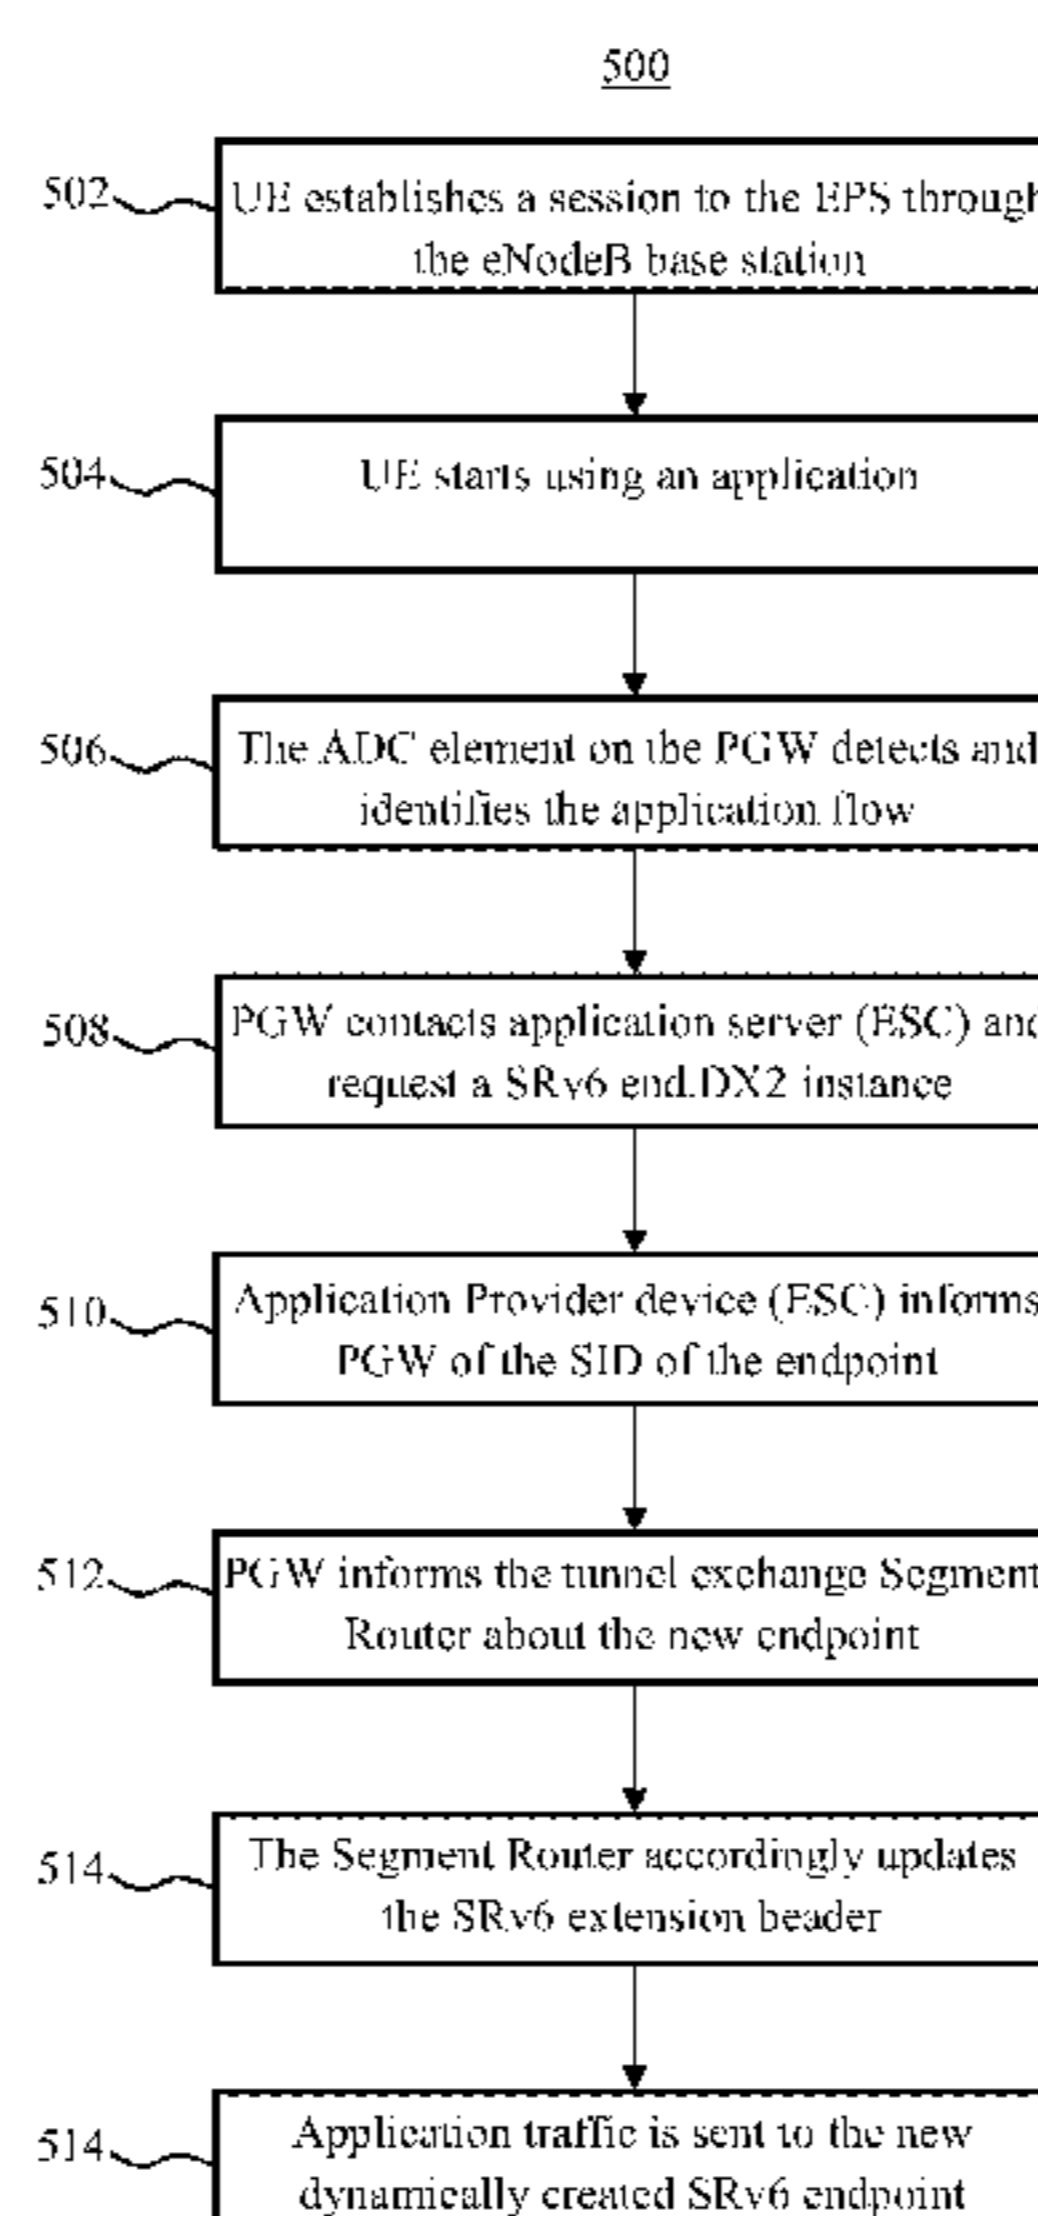 500
502
UE establishes a session to the EPS through
the eNodeB base station
504
UE starts using an application
506
The ADC element on the PGW detects and
identifies the application flow
508
PGW contacts application server (ESC) and
request a SRv6 end.DX2 instance
510
Application Provider device (ESC) informs
PGW of the SID of the endpoint
512
PGW informs the tunnel exchange Segment
Router about the new endpoint
514
The Segment Router accordingly updates
the SRv6 extension header
514
Application traffic is sent to the new
dynamically created SRv6 endpoint